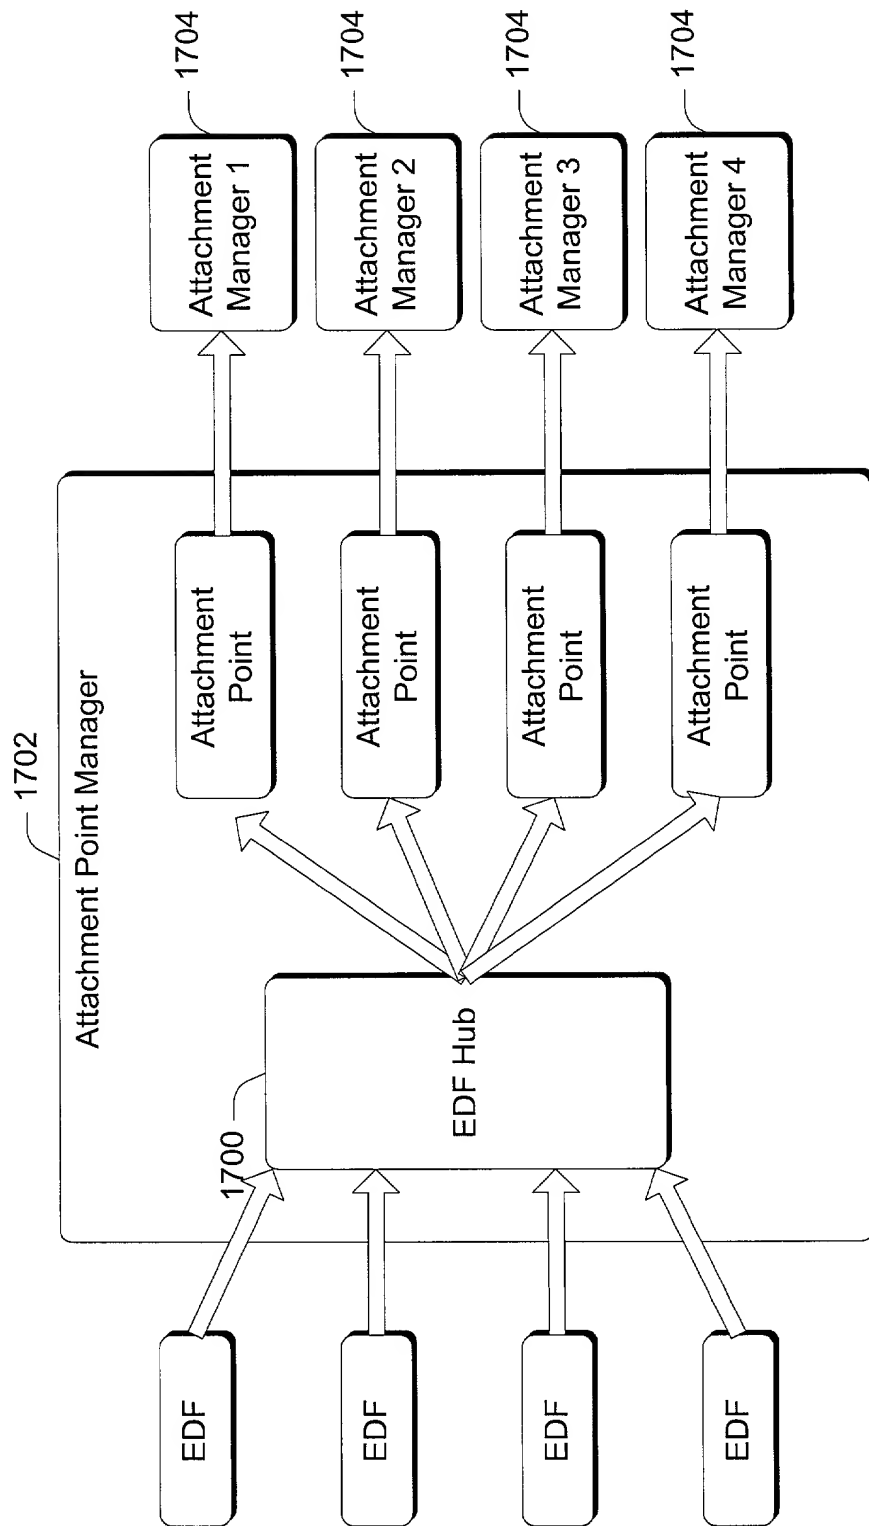 1702
Attachment Point Manager
EDF
EDF
EDF
EDF
1700
EDF Hub
Attachment
Point
Attachment
Point
Attachment
Point
Attachment
Point
Attachment
Manager 1
1704
Attachment
Manager 2
1704
Attachment
Manager 3
1704
Attachment
Manager 4
1704